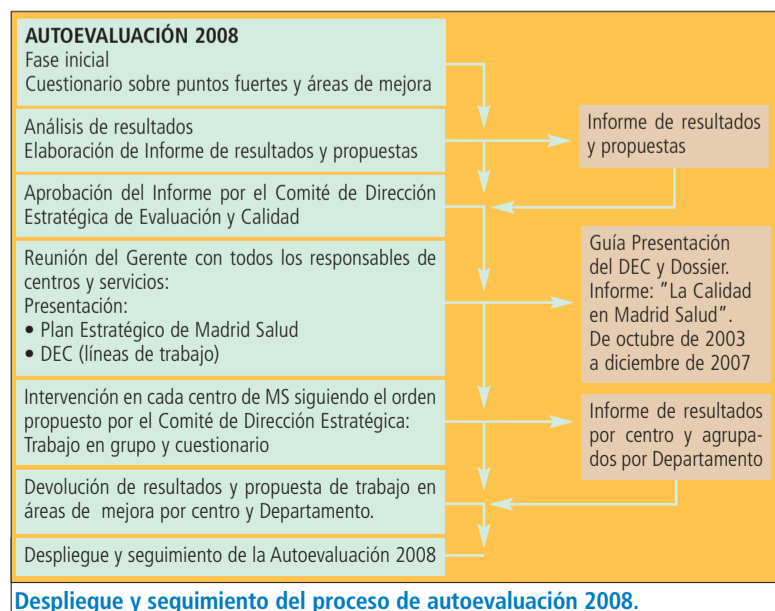 AUTOEVALUACIÓN 2008
Fase inicial
Cuestionario sobre puntos fuertes y áreas de mejora
Análisis de resultados
Elaboración de Informe de resultados y propuestas
Informe de resultados
y propuestas
Aprobación del Informe por el Comité de Dirección
Estratégica de Evaluación y Calidad
Reunión del Gerente con todos los responsables de
centros y servicios:
Presentación:
• Plan Estratégico de Madrid Salud
• DEC (líneas de trabajo)
Guía Presentación
del DEC y Dossier.
Informe: "La Calidad
en Madrid Salud".
De octubre de 2003
a diciembre de 2007
Intervención en cada centro de MS siguiendo el orden
propuesto por el Comité de Dirección Estratégica:
Trabajo en grupo y cuestionario
Informe de resultados
por centro y agrupa-
dos por Departamento
Devolución de resultados y propuesta de trabajo en
áreas de mejora por centro y Departamento.
Despliegue y seguimiento de la Autoevaluación 2008
Despliegue y seguimiento del proceso de autoevaluación 2008.